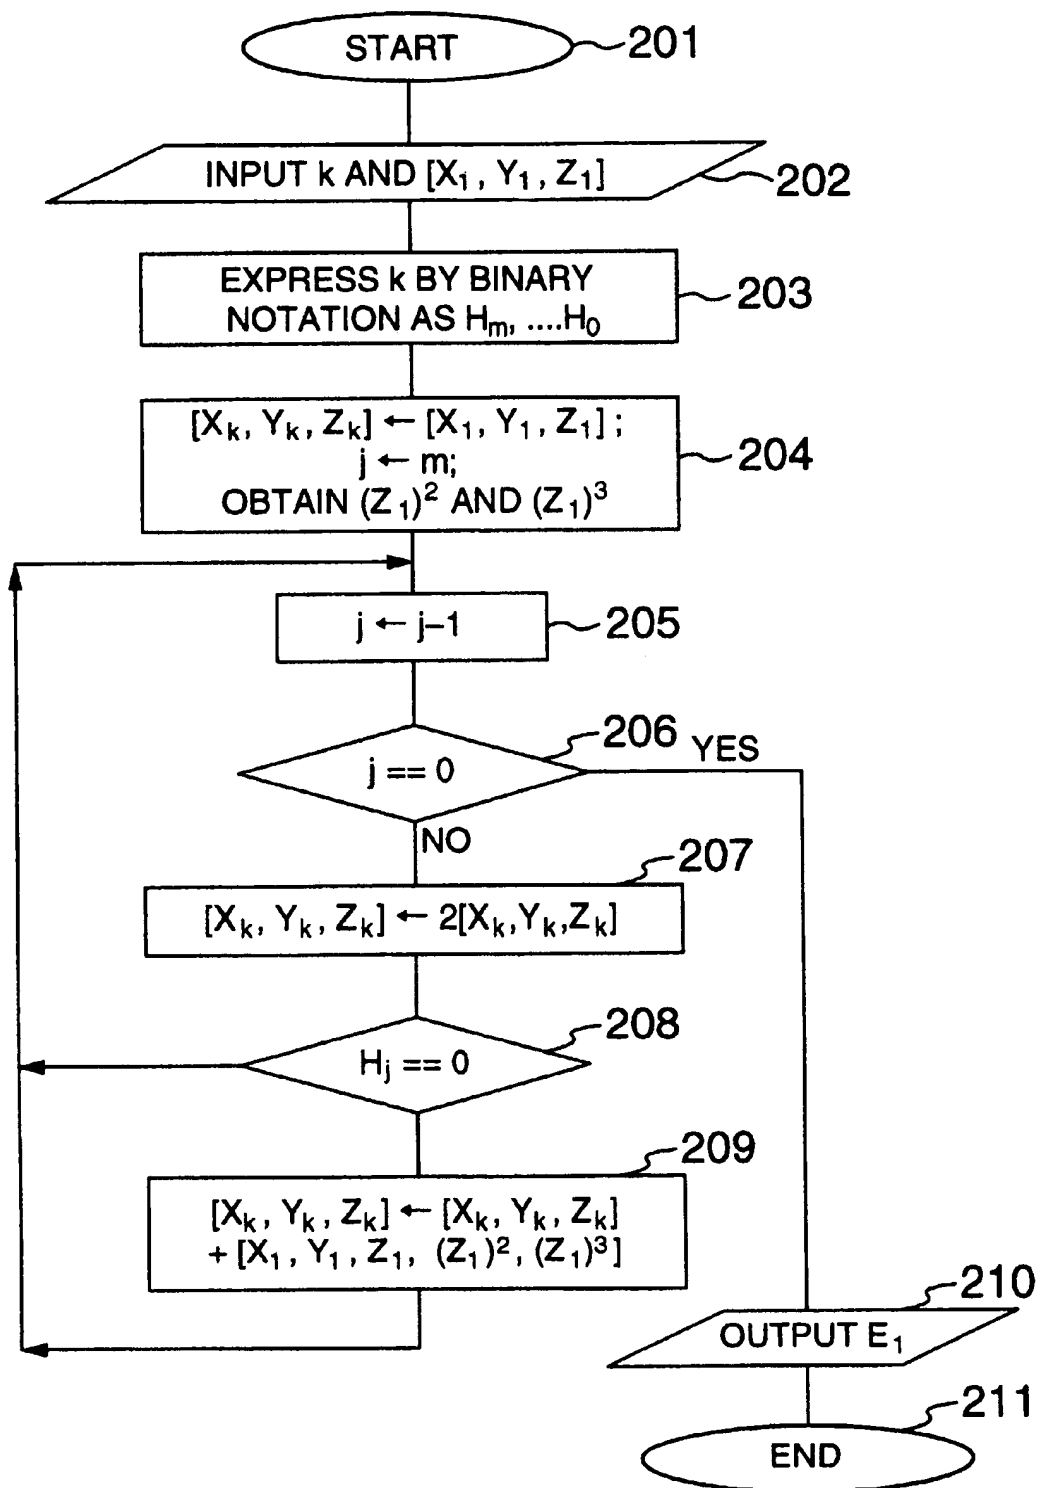 START
201
INPUT k AND [X₁, Y₁, Z₁]
202
EXPRESS k BY BINARY
NOTATION AS Hₘ, ....H₀
203
[Xₖ, Yₖ, Zₖ] ← [X₁, Y₁, Z₁] ;
j ← m;
OBTAIN (Z₁)² AND (Z₁)³
204
j ← j–1
205
j == 0
206
YES
NO
207
[Xₖ, Yₖ, Zₖ] ← 2[Xₖ,Yₖ,Zₖ]
208
Hⱼ == 0
209
[Xₖ, Yₖ, Zₖ] ← [Xₖ, Yₖ, Zₖ]
+ [X₁, Y₁, Z₁, (Z₁)², (Z₁)³]
210
OUTPUT E₁
211
END